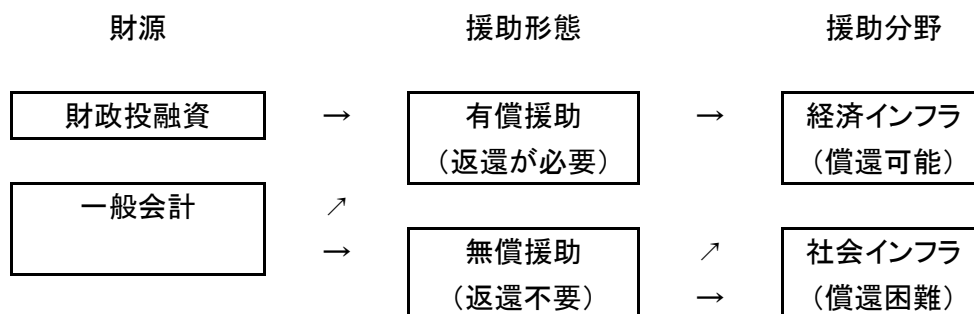 財源 援助形態 援助分野
財政投融資 → 有償援助 → 経済インフラ
（返還が必要） （償還可能）
一般会計 ↗
→ 無償援助 ↗ 社会インフラ
（返還不要） → （償還困難）